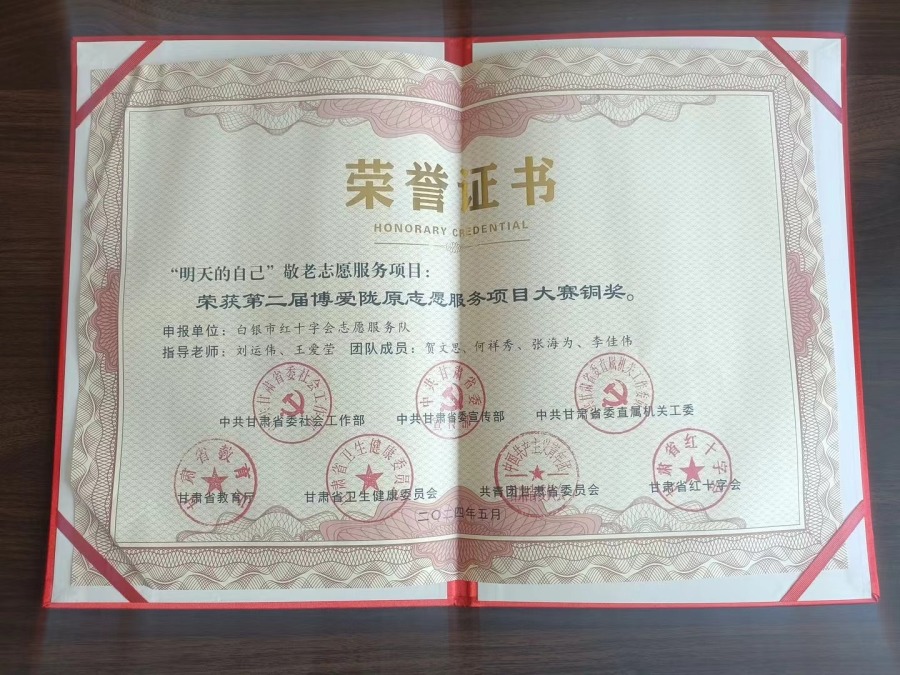 荣誉证书
HONORARY CREDENTIAL
“明天的自己”敬老志愿服务项目：
荣获第二届博爱陇原志愿服务项目大赛铜奖。
申报单位：白银市红十字会志愿服务队
指导老师：刘运伟、王爱莹 团队成员：贺文思、何祥秀、张海为、李佳伟
中共甘肃省委社会工作部 中共甘肃省委宣传部 中共甘肃省委直属机关工委
甘肃省教育厅 甘肃省卫生健康委员会 共青团甘肃省委员会 甘肃省红十字会
二〇二四年五月